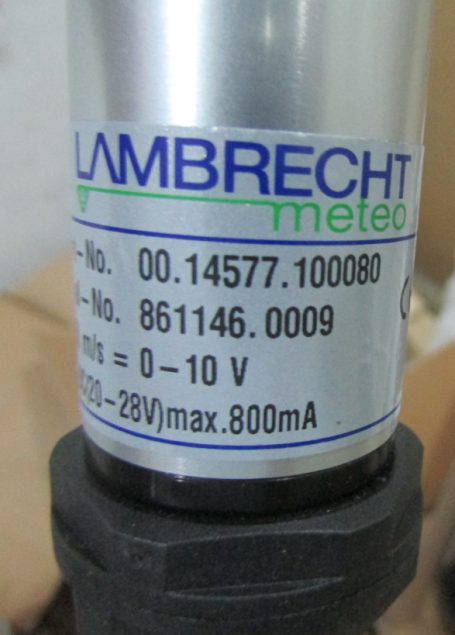 LAMBRECHT
meteo
-No. 00.14577.100080
-No. 861146.0009
m/s = 0-10 V
(20-28V)max.800mA